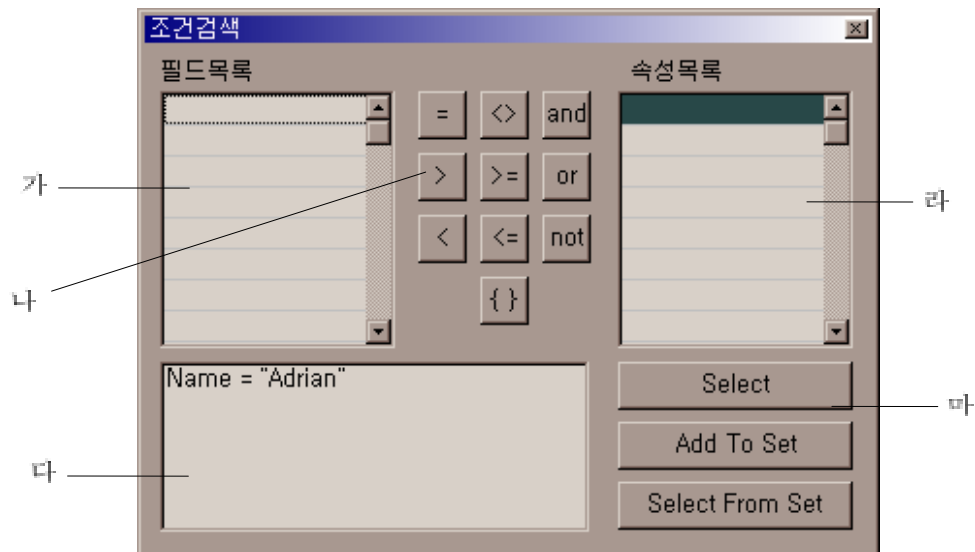 조건검색
필드목록
속성목록
= <> and
> >= or
< <= not
{ }
가
나
다
라
마
Name = "Adrian"
Select
Add To Set
Select From Set